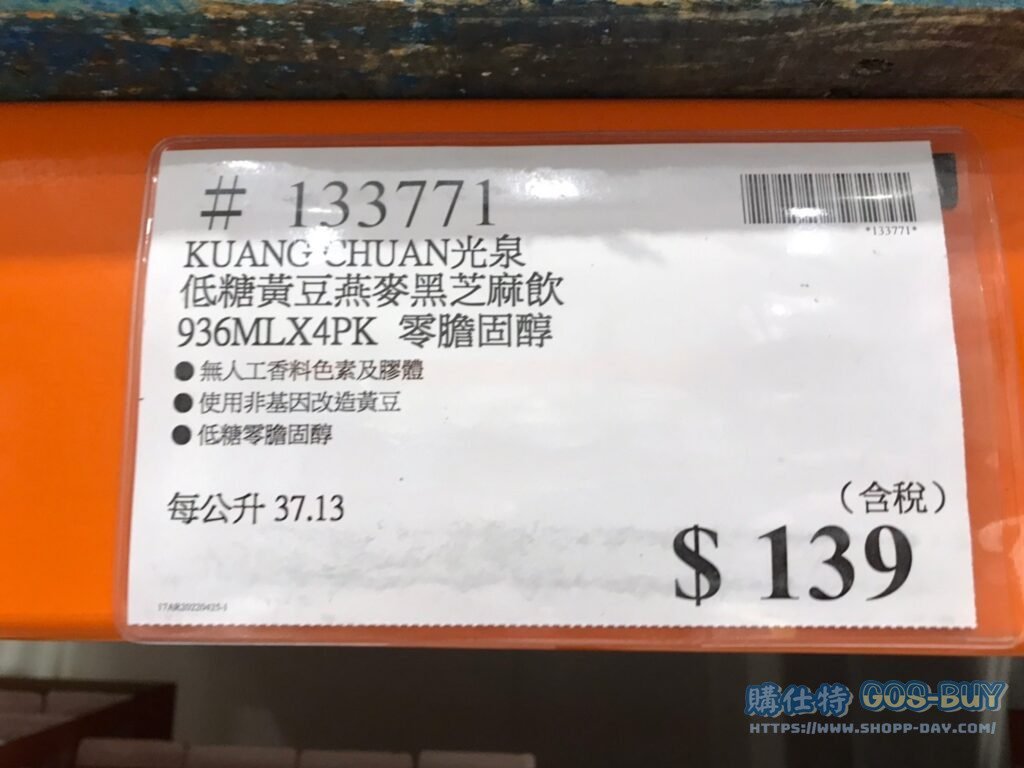 # 133771
*133771*
KUANG CHUAN光泉
低糖黃豆燕麥黑芝麻飲
936MLX4PK 零膽固醇
● 無人工香料色素及膠體
● 使用非基因改造黃豆
● 低糖零膽固醇
每公升 37.13
（含稅）
$ 139
17AR20220425-1
購仕特 GOS-BUY
HTTPS://WWW.SHOPP-DAY.COM/